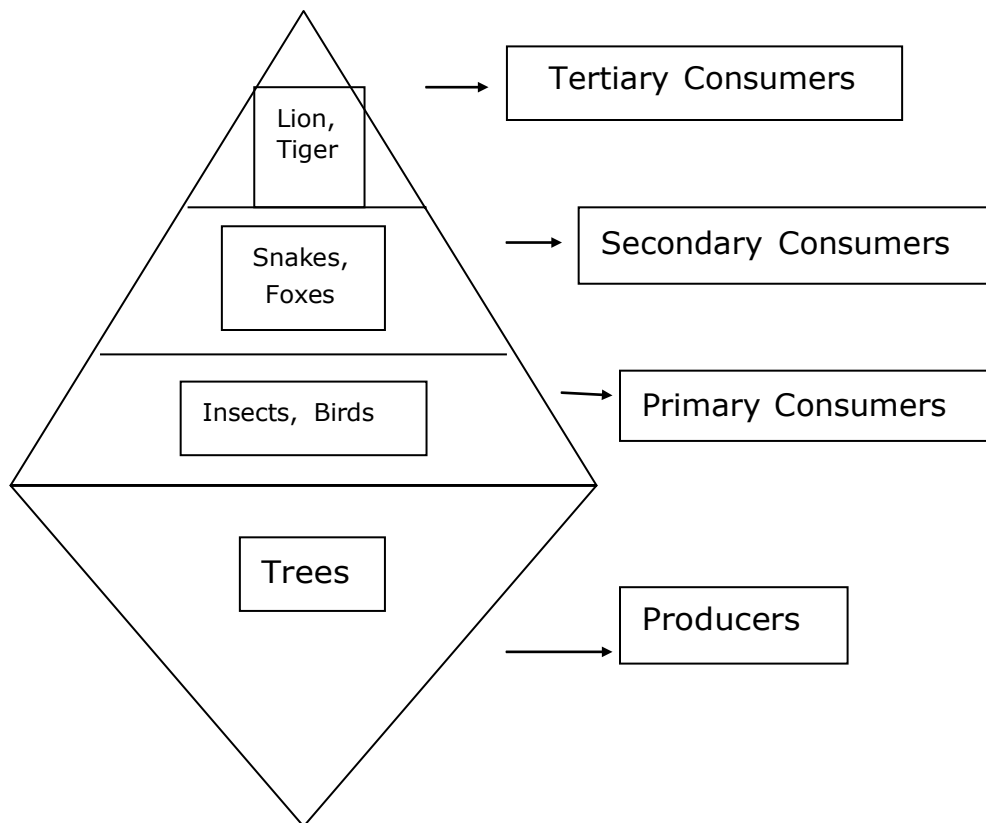 Tertiary Consumers
Lion,
Tiger
Secondary Consumers
Snakes,
Foxes
Primary Consumers
Insects, Birds
Trees
Producers